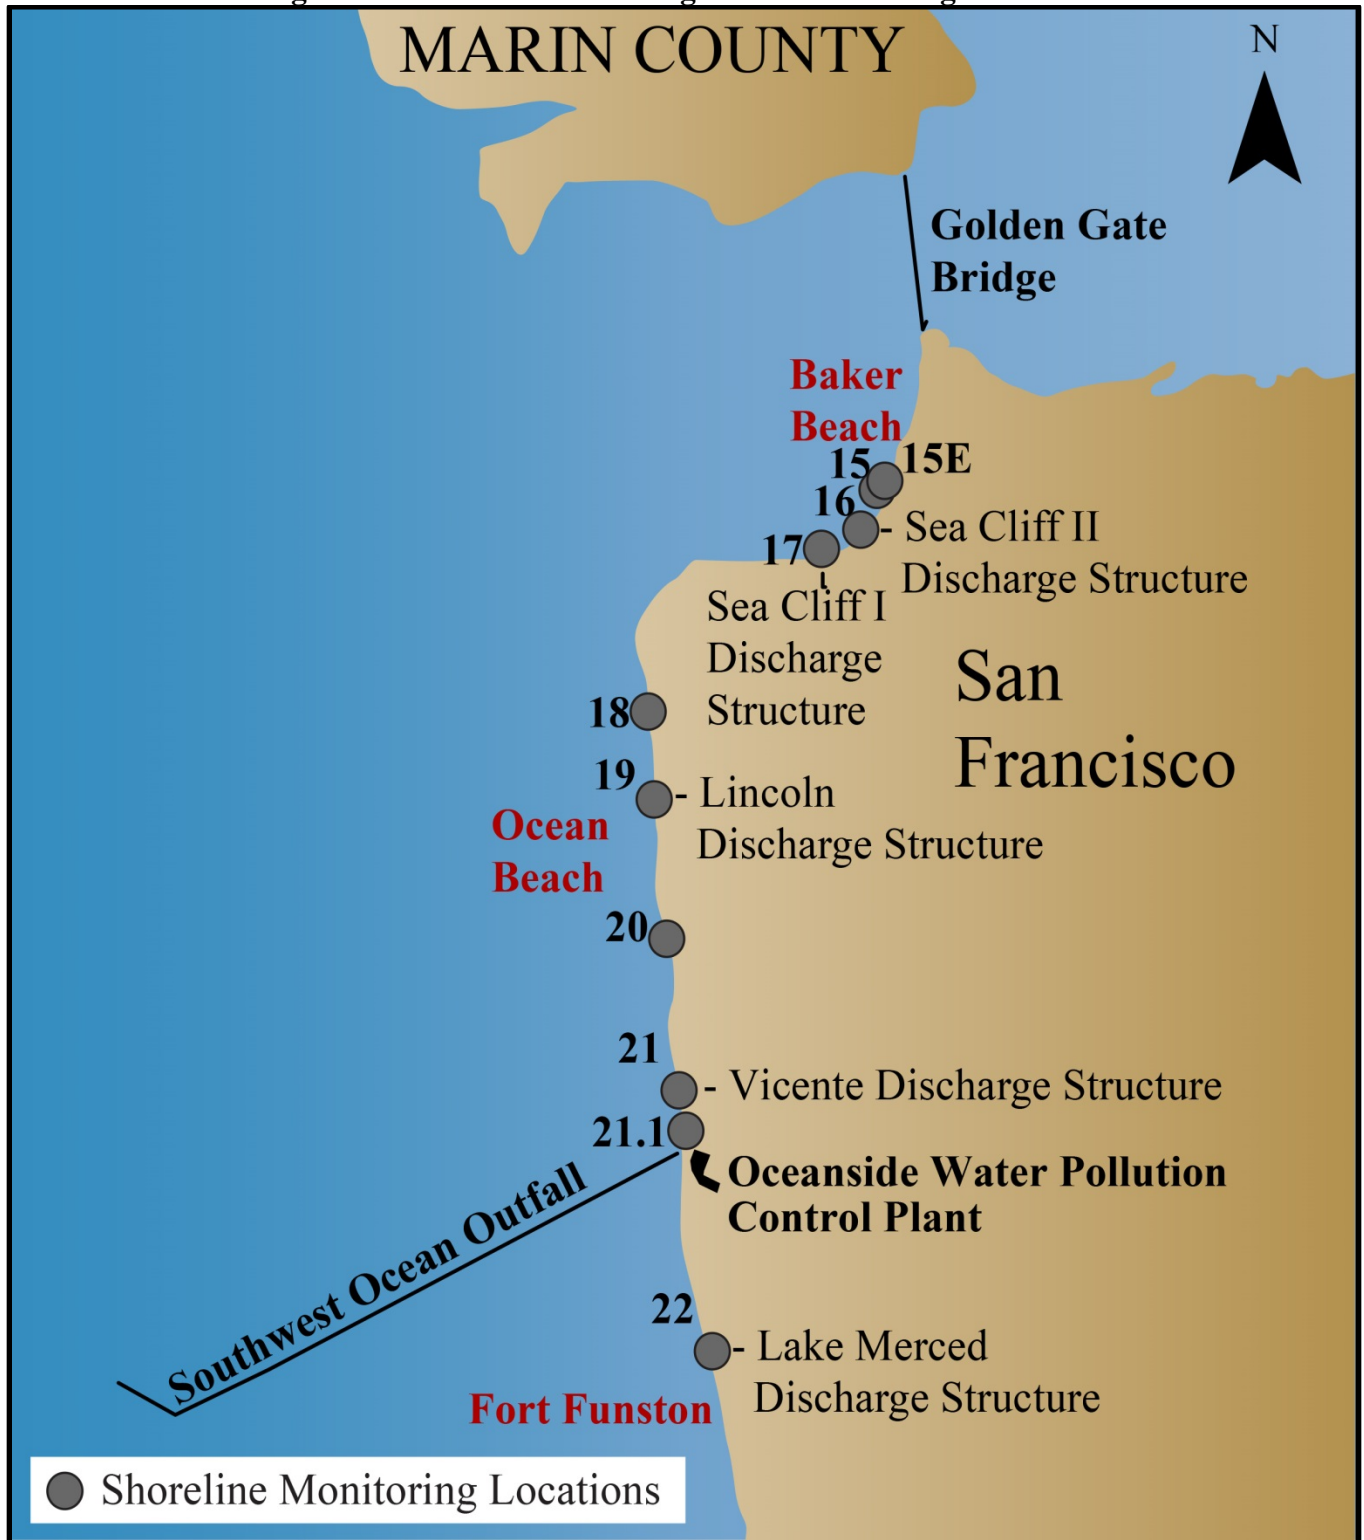 MARIN COUNTY
N
Golden Gate
Bridge
Baker
Beach
15
15E
16
Sea Cliff II
Discharge Structure
17
Sea Cliff I
Discharge
Structure
San
Francisco
18
19
Lincoln
Discharge Structure
Ocean
Beach
20
21
Vicente Discharge Structure
21.1
Oceanside Water Pollution
Control Plant
Southwest Ocean Outfall
22
Lake Merced
Discharge Structure
Fort Funston
Shoreline Monitoring Locations